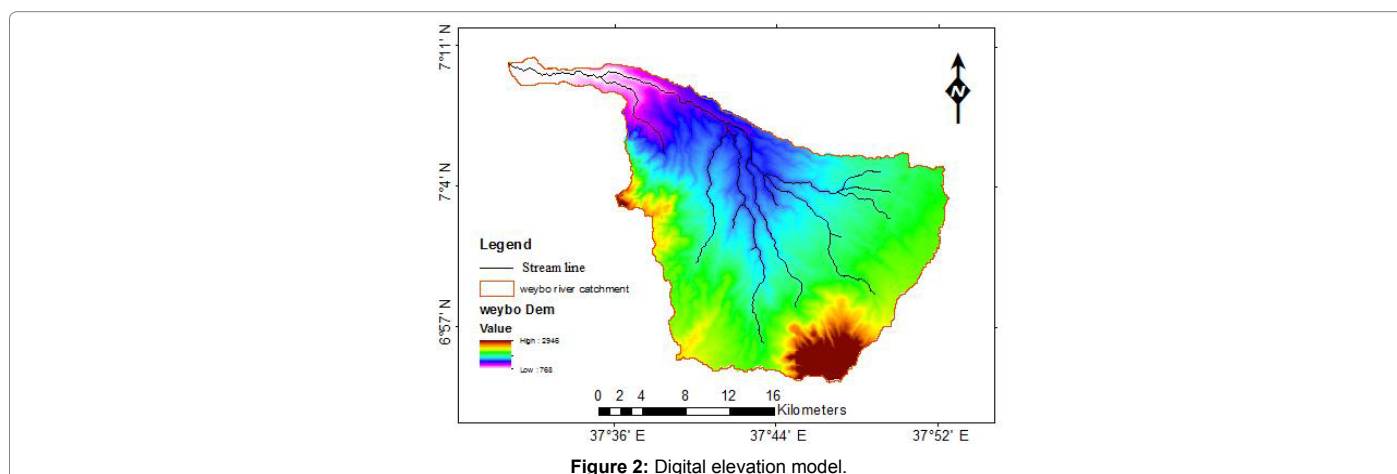 7°11' N
7°4' N
6°57' N
N
Legend
Stream line
weybo river catchment
weybo Dem
Value
High : 2946
Low : 768
0 2 4 8 12 16
Kilometers
37°36' E 37°44' E 37°52' E
Figure 2: Digital elevation model.